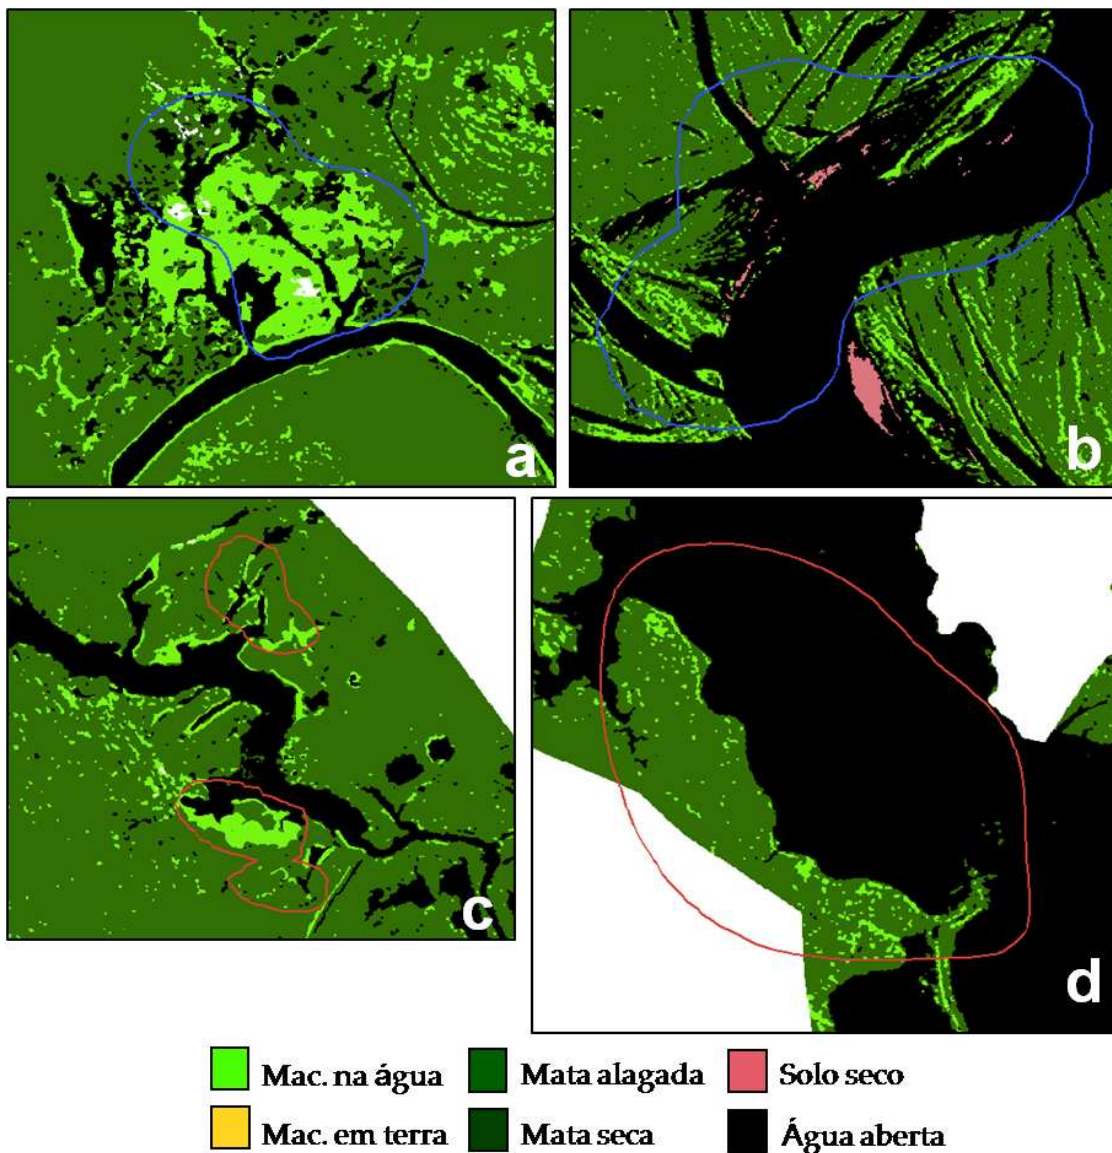 a
b
c
d
Mac. na água
Mata alagada
Solo seco
Mac. em terra
Mata seca
Água aberta